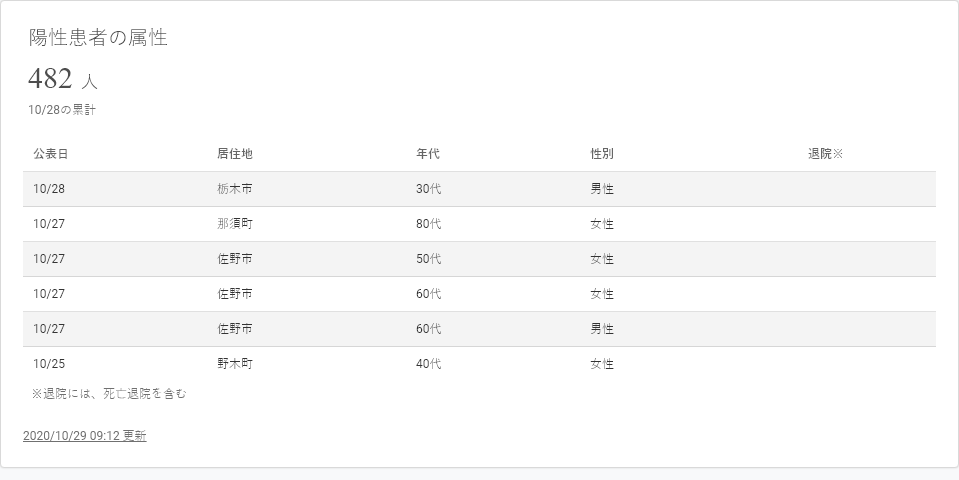 陽性患者の属性
482 人
10/28の累計
公表日 居住地 年代 性別 退院※
10/28 栃木市 30代 男性
10/27 那須町 80代 女性
10/27 佐野市 50代 女性
10/27 佐野市 60代 女性
10/27 佐野市 60代 男性
10/25 野木町 40代 女性
※退院には、死亡退院を含む
2020/10/29 09:12 更新